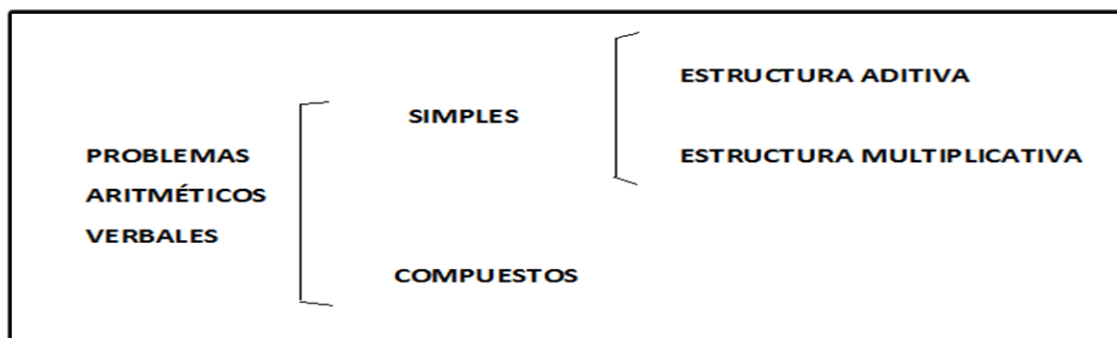 PROBLEMAS
ARITMÉTICOS
VERBALES
SIMPLES
COMPUESTOS
ESTRUCTURA ADITIVA
ESTRUCTURA MULTIPLICATIVA